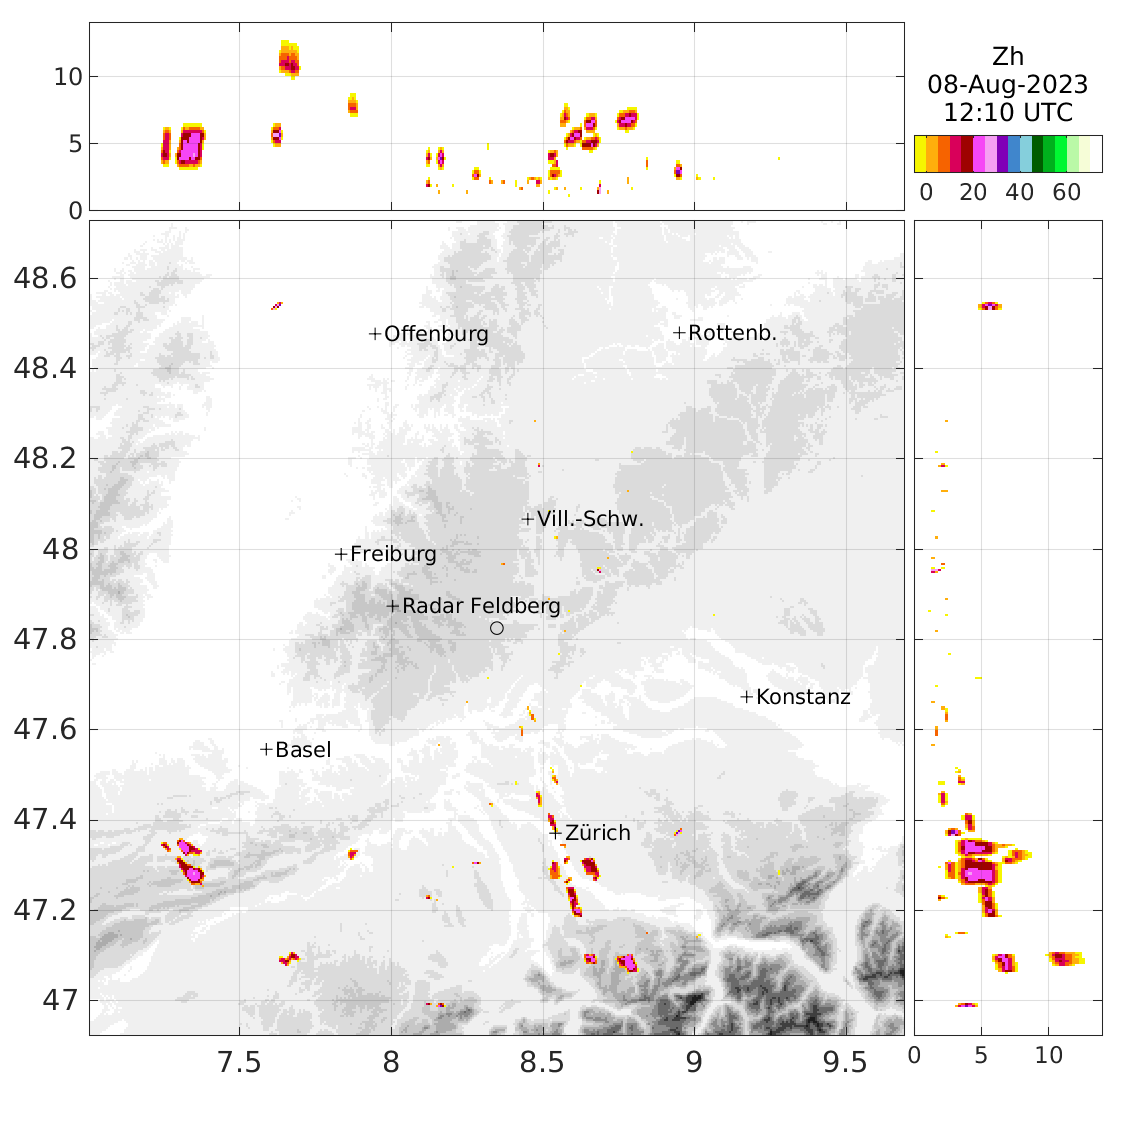 10
5
0
Zh
08-Aug-2023
12:10 UTC
0 20 40 60
48.6
48.4
48.2
48
47.8
47.6
47.4
47.2
47
Offenburg
Rottenb.
Vill.-Schw.
Freiburg
Radar Feldberg
Konstanz
Basel
Zürich
7.5 8 8.5 9 9.5
0 5 10